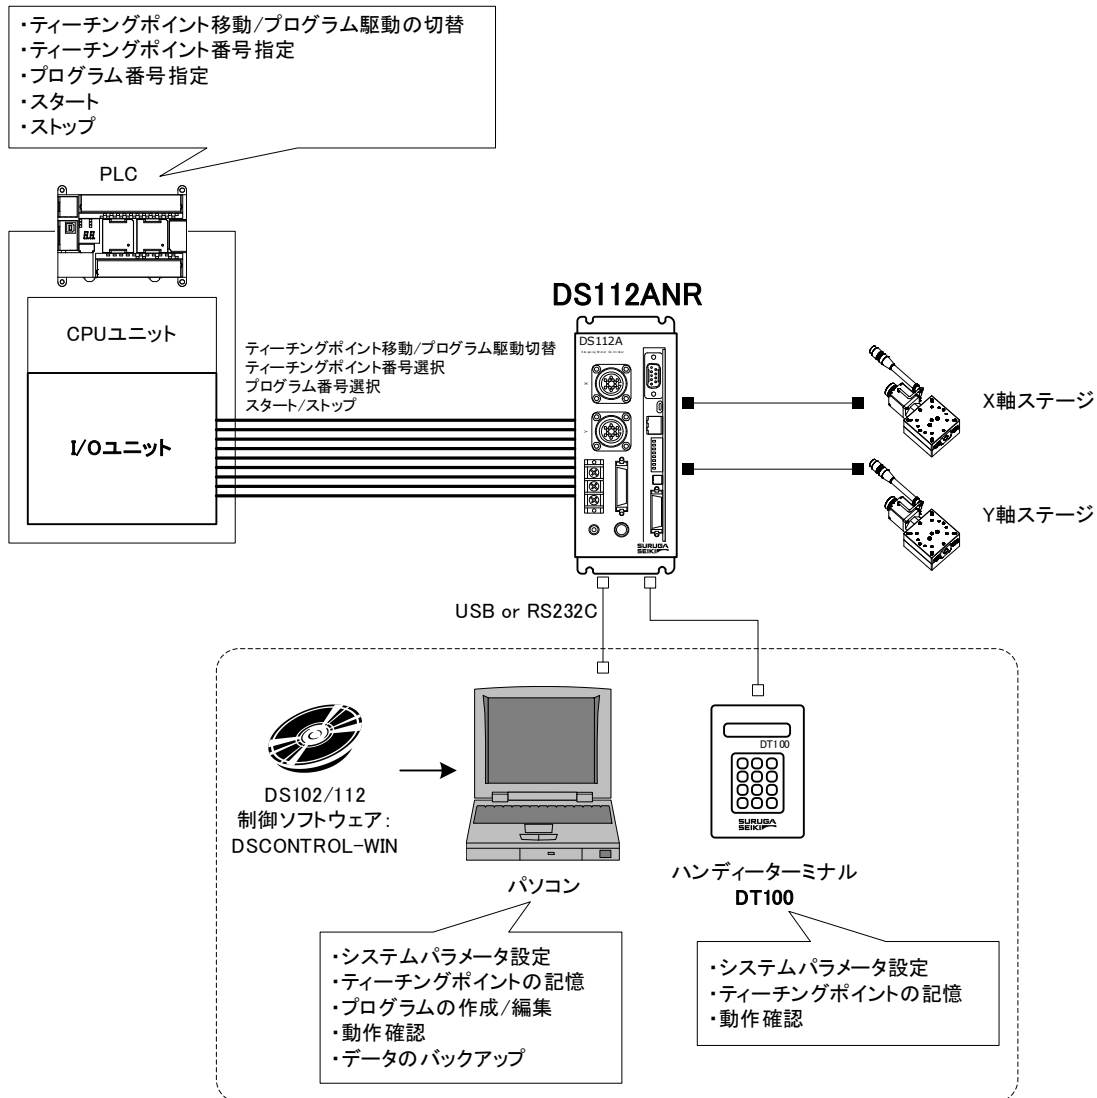 ・ティーチングポイント移動/プログラム駆動の切替
・ティーチングポイント番号指定
・プログラム番号指定
・スタート
・ストップ
PLC
CPUユニット
I/Oユニット
ティーチングポイント移動/プログラム駆動切替
ティーチングポイント番号選択
プログラム番号選択
スタート/ストップ
DS112ANR
DS112A
X
Y
SURUGA
SEIKI
X軸ステージ
Y軸ステージ
USB or RS232C
DS102/112
制御ソフトウェア:
DSCONTROL-WIN
パソコン
・システムパラメータ設定
・ティーチングポイントの記憶
・プログラムの作成/編集
・動作確認
・データのバックアップ
DT100
SURUGA
SEIKI
ハンディーターミナル
DT100
・システムパラメータ設定
・ティーチングポイントの記憶
・動作確認